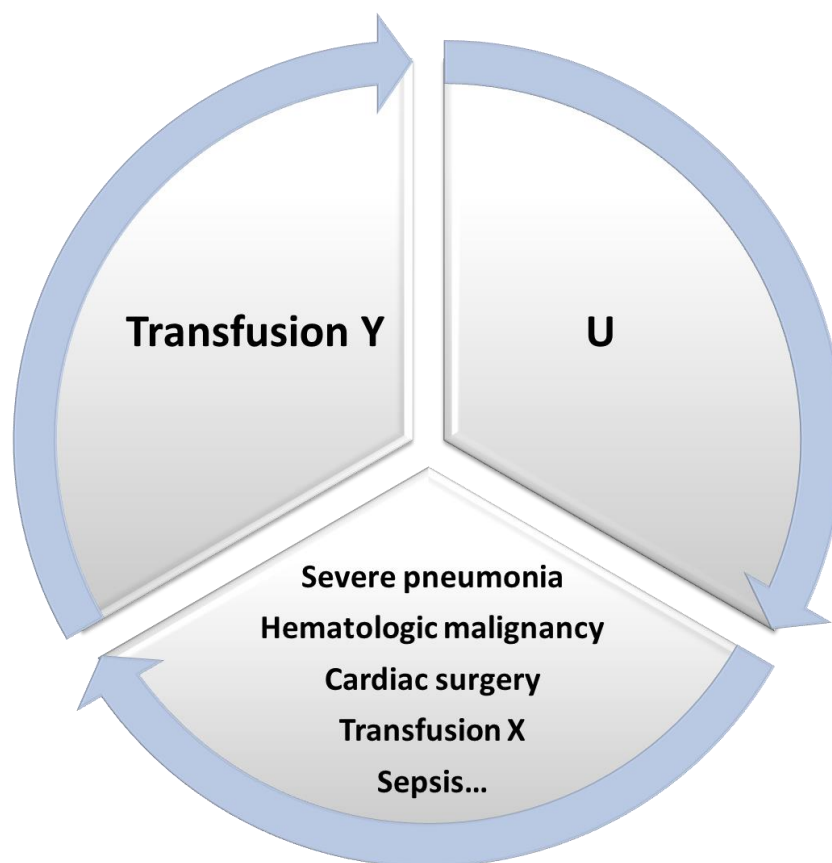 Transfusion Y
U
Severe pneumonia
Hematologic malignancy
Cardiac surgery
Transfusion X
Sepsis...